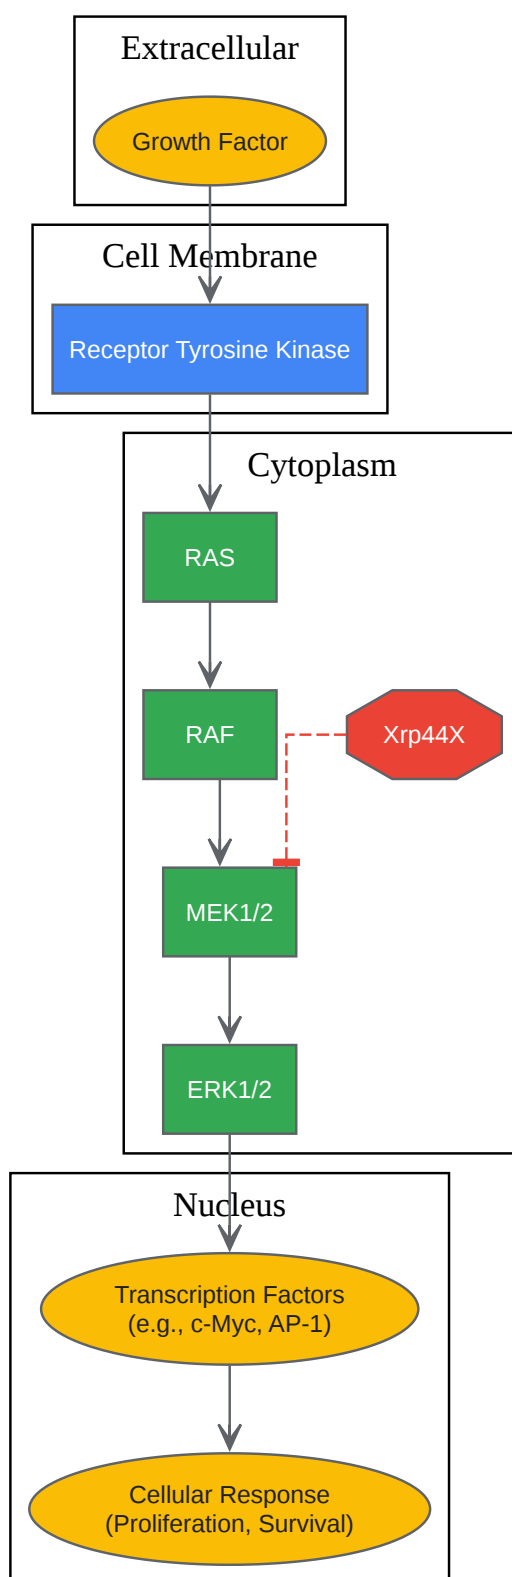 Extracellular
Growth Factor
Cell Membrane
Receptor Tyrosine Kinase
Cytoplasm
RAS
RAF
Xrp44X
MEK1/2
ERK1/2
Nucleus
Transcription Factors
(e.g., c-Myc, AP-1)
Cellular Response
(Proliferation, Survival)